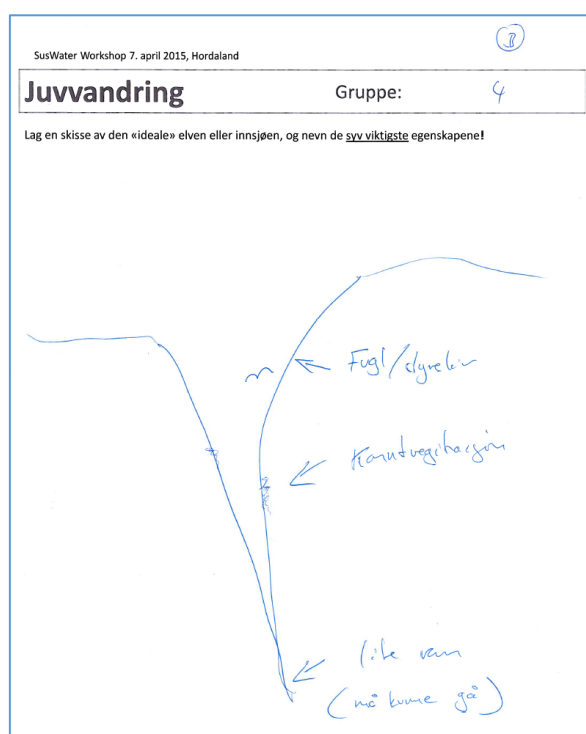 B
SusWater Workshop 7. april 2015, Hordaland
Juvvandring Gruppe: 4
Lag en skisse av den «ideale» elven eller innsjøen, og nevn de syv viktigste egenskapene!
Fugl/dyreliv
Kantvegitasjon
lite vann
(må kunne gå)